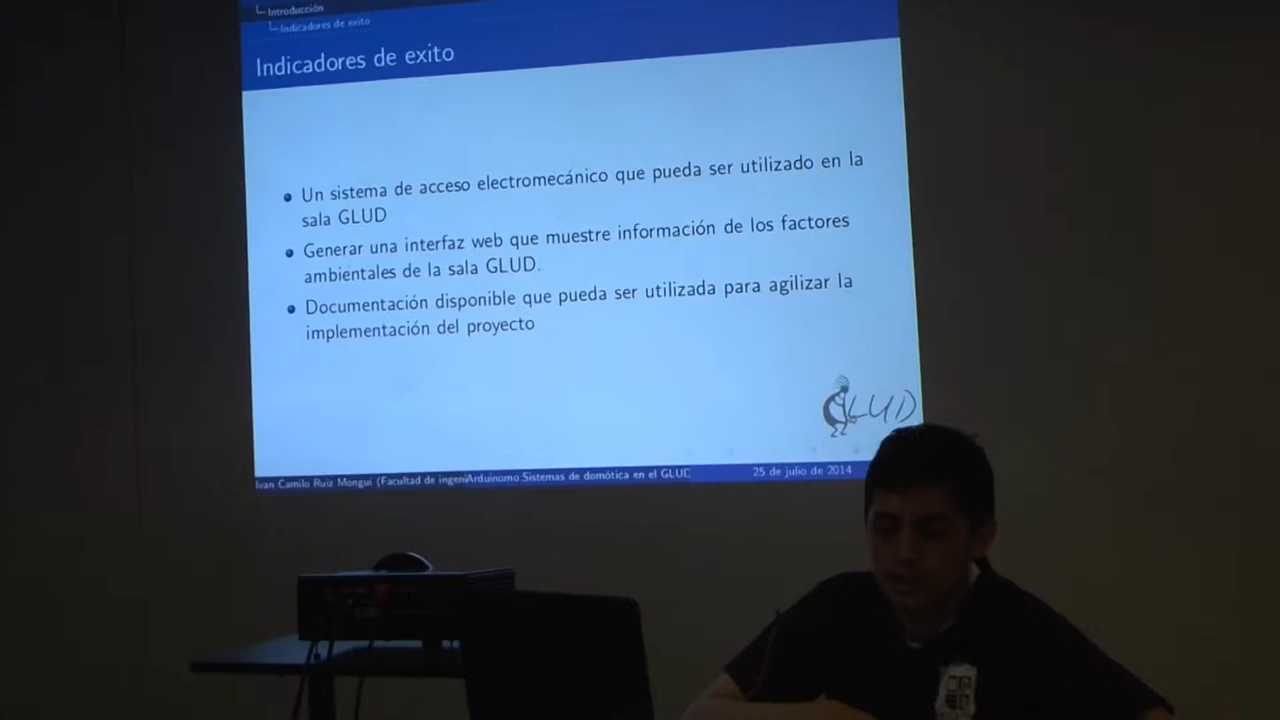 Introducción
Indicadores de exito
Indicadores de exito
Un sistema de acceso electromecánico que pueda ser utilizado en la
sala GLUD
Generar una interfaz web que muestre información de los factores
ambientales de la sala GLUD.
Documentación disponible que pueda ser utilizada para agilizar la
implementación del proyecto
GLUD
Ivan Camilo Ruiz Mongui (Facultad de ingeni Arduinomo Sistemas de domótica en el GLUD 25 de julio de 2014